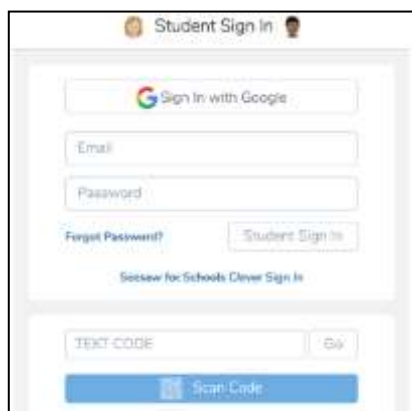 Student Sign In
Sign In with Google
Email
Password
Forgot Password? Student Sign In
Seesaw for Schools Clever Sign In
TEXT CODE Go
Scan Code